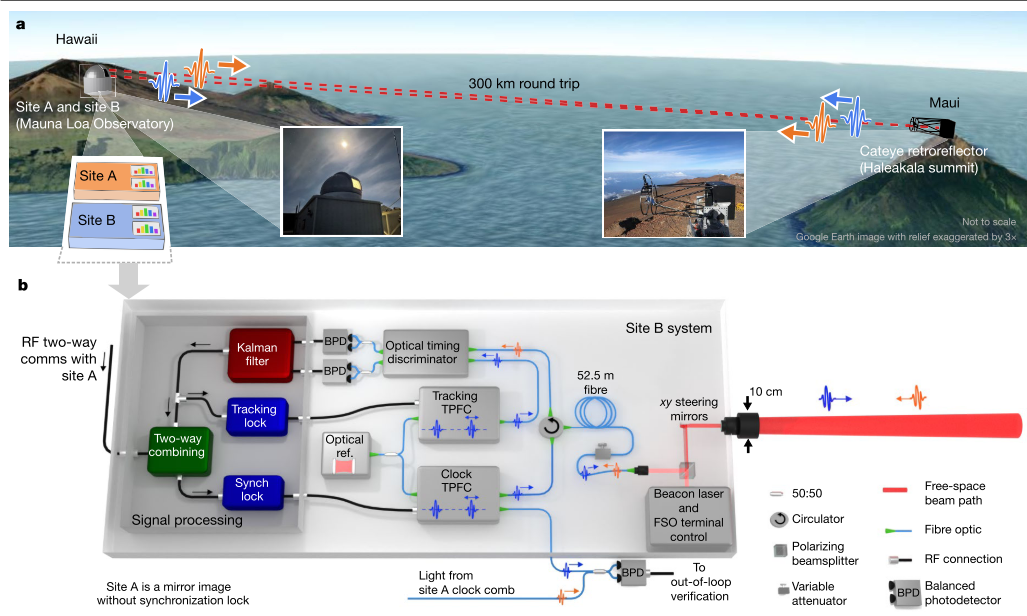 a
Hawaii
300 km round trip
Maui
Site A and site B
(Mauna Loa Observatory)
Cateye retroreflector
(Haleakala summit)
Site A
Site B
Not to scale
Google Earth image with relief exaggerated by 3×
b
RF two-way
comms with
site A
Site B system
Kalman
filter
BPD
BPD
Optical timing
discriminator
52.5 m
fibre
Tracking
lock
Tracking
TPFC
xy steering
mirrors
10 cm
Two-way
combining
Optical
ref.
Clock
TPFC
Synch
lock
Signal processing
Beacon laser
and
FSO terminal
control
50:50
Circulator
Polarizing
beamsplitter
Variable
attenuator
Free-space
beam path
Fibre optic
RF connection
BPD
Balanced
photodetector
Site A is a mirror image
without synchronization lock
Light from
site A clock comb
BPD
To
out-of-loop
verification